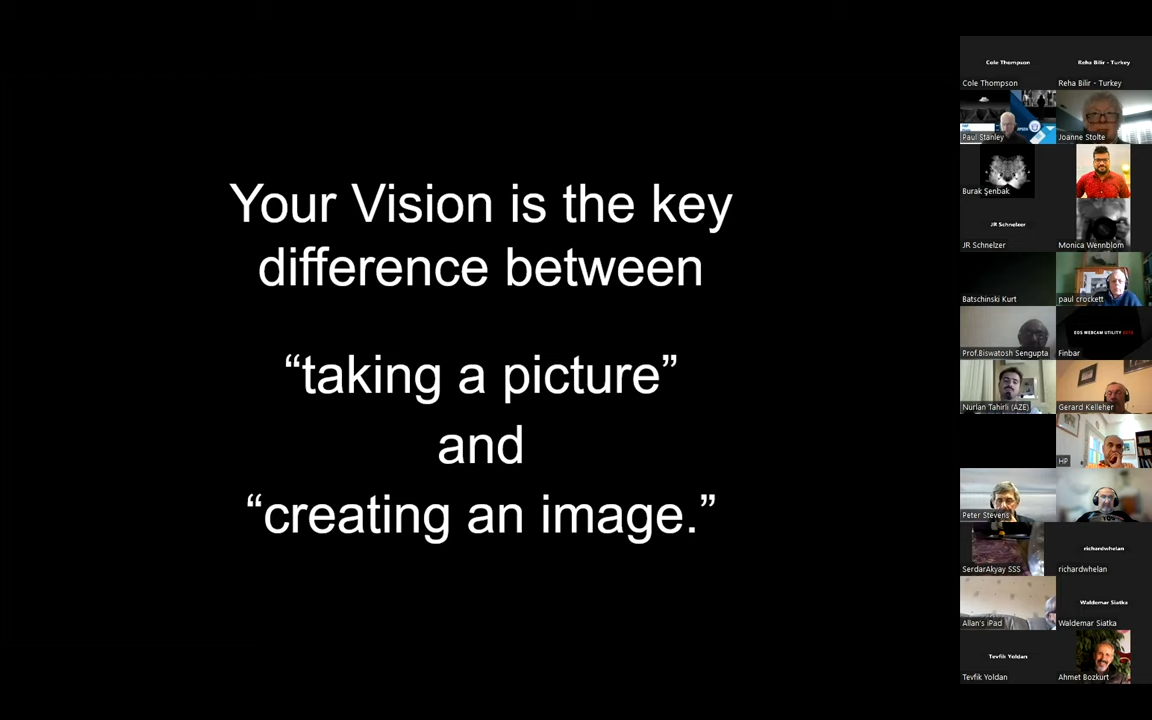 Your Vision is the key
difference between
“taking a picture”
and
“creating an image.”
Cole Thompson
Cole Thompson
Reha Bilir - Turkey
Reha Bilir - Turkey
Paul Stanley
Joanne Stolte
Burak Şenbak
JR Schnelzer
JR Schnelzer
Monica Wennblom
Batschinski Kurt
paul crockett
Prof.Biswatosh Sengupta
EOS WEBCAM UTILITY BETA
Finbar
Nurlan Tahirli (AZE)
Gerard Kelleher
HP
Peter Stevens
SerdarAkyay SSS
richardwhelan
richardwhelan
Allan's iPad
Waldemar Siatka
Waldemar Siatka
Tevfik Yoldan
Tevfik Yoldan
Ahmet Bozkurt